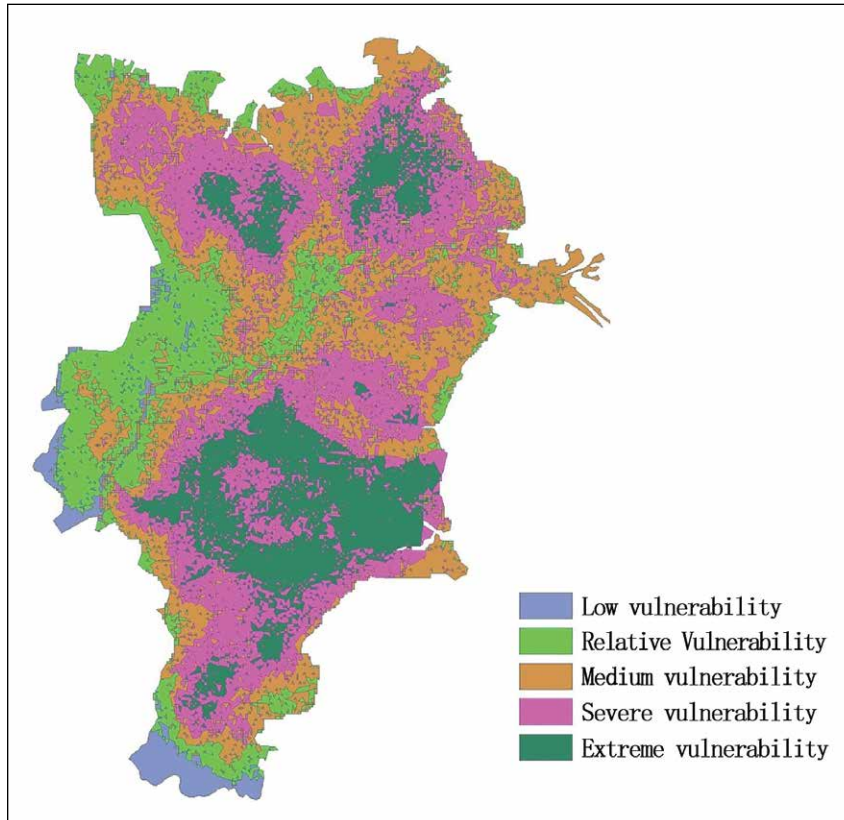 Low vulnerability
Relative Vulnerability
Medium vulnerability
Severe vulnerability
Extreme vulnerability